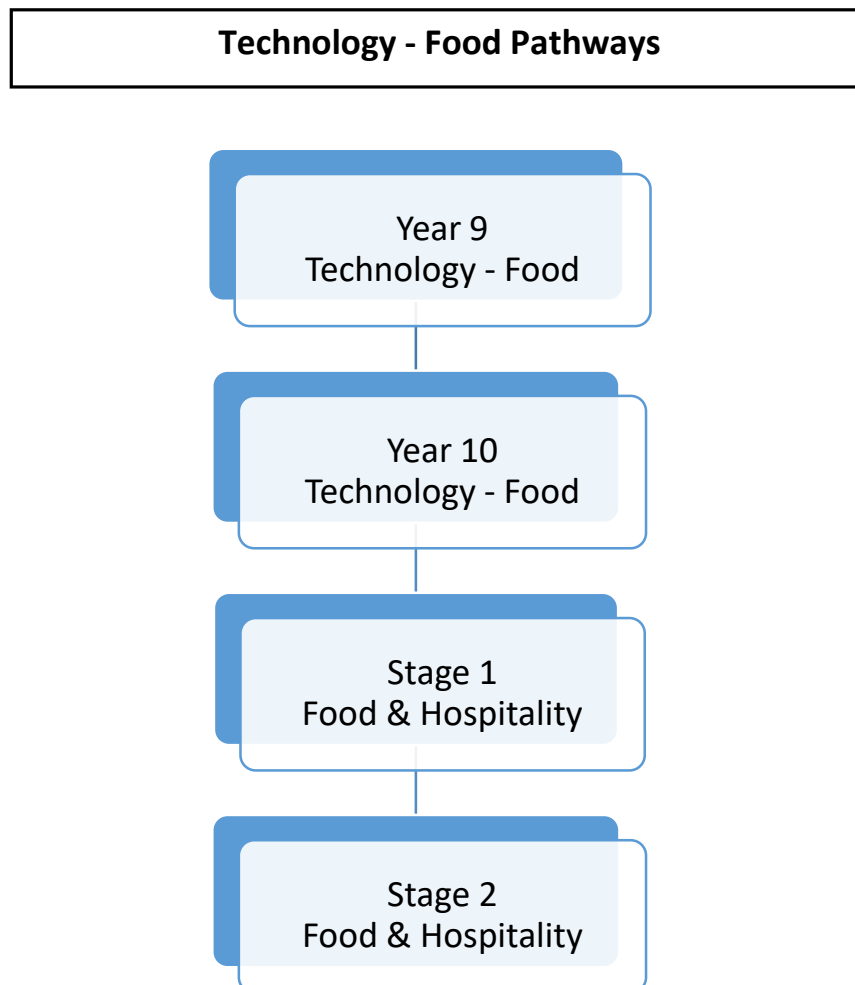 Technology - Food Pathways
Year 9
Technology - Food
Year 10
Technology - Food
Stage 1
Food & Hospitality
Stage 2
Food & Hospitality